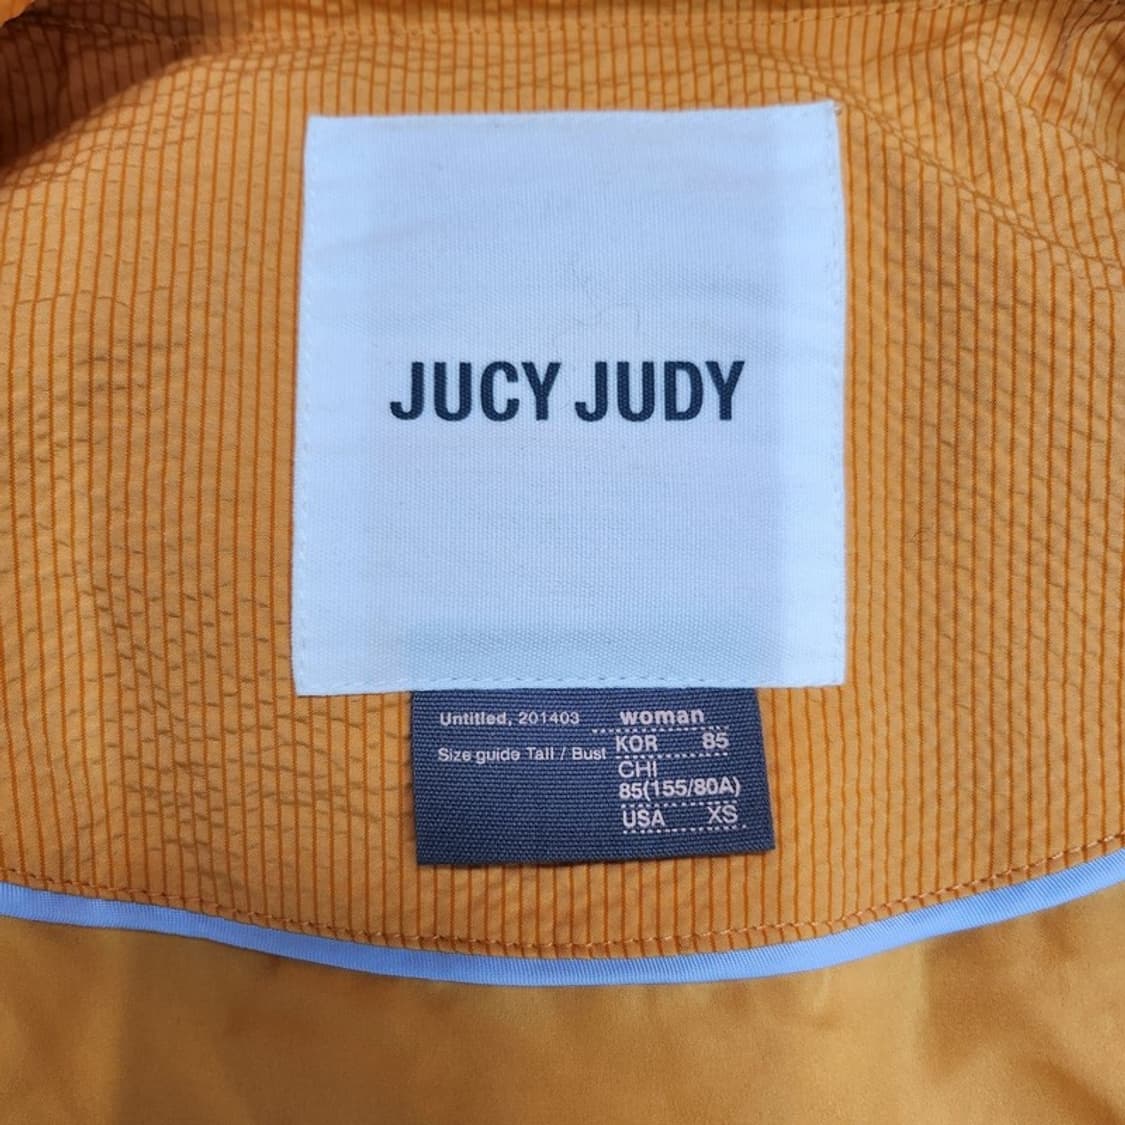 JUCY JUDY
Untitled, 201403 woman
Size guide Tall / Bust KOR 85
CHI
85(155/80A)
USA XS